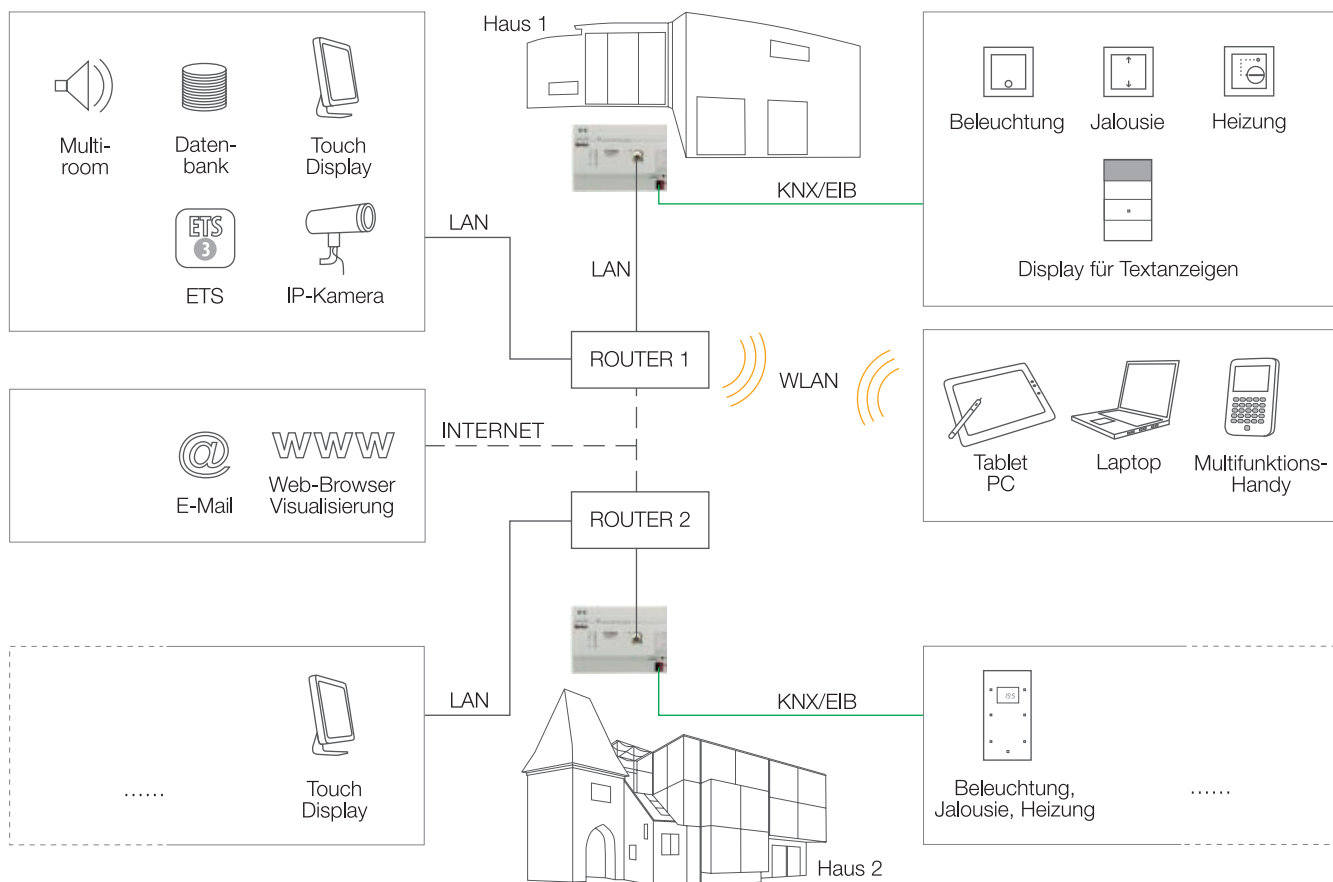 Haus 1
Multi-
room
Daten-
bank
Touch
Display
ETS
3
ETS
IP-Kamera
LAN
LAN
KNX/EIB
Beleuchtung
Jalousie
Heizung
Display für Textanzeigen
ROUTER 1
WLAN
Tablet
PC
Laptop
Multifunktions-
Handy
INTERNET
@
E-Mail
WWW
Web-Browser
Visualisierung
ROUTER 2
LAN
KNX/EIB
......
Touch
Display
Beleuchtung,
Jalousie, Heizung
......
Haus 2